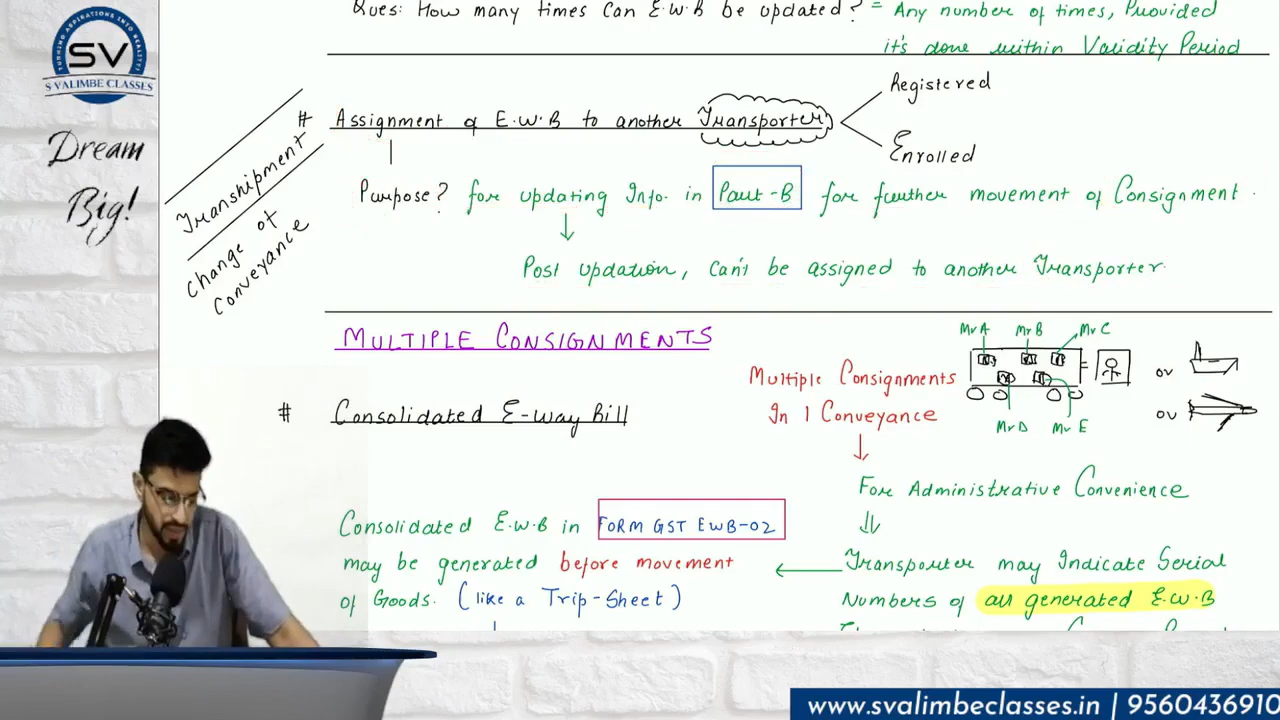 Ques: How many times can E.W.B be updated? = Any number of times, Provided
it's done within Validity Period
TURNING ASPIRATIONS INTO REALITY
SV
S VALIMBE CLASSES
Dream
Big!
Transhipment
Change of
Conveyance
# Assignment of E.W.B to another Transporter
Registered
Enrolled
Purpose? for updating Info. in Part-B for further movement of Consignment.
Post updation, Can't be assigned to another Transporter.
MULTIPLE CONSIGNMENTS
# Consolidated E-way Bill
Multiple Consignments
In 1 Conveyance
Mr A Mr B Mr C
Mr D Mr E
or
or
For Administrative Convenience
Transporter may Indicate Serial
Numbers of all generated E.W.B
Consolidated E.W.B in FORM GST EWB-02
may be generated before movement
of Goods. (like a Trip-Sheet)
www.svalimbeclasses.in | 9560436910